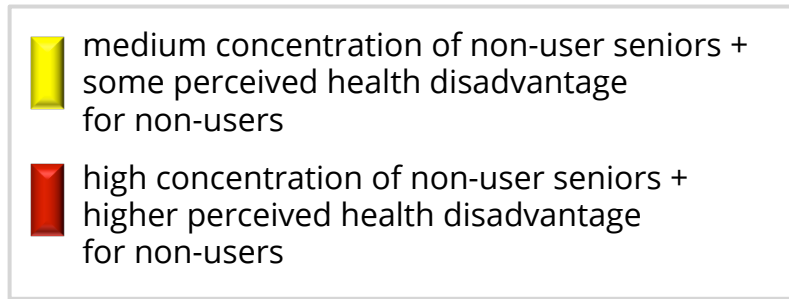 medium concentration of non-user seniors +
some perceived health disadvantage
for non-users
high concentration of non-user seniors +
higher perceived health disadvantage
for non-users